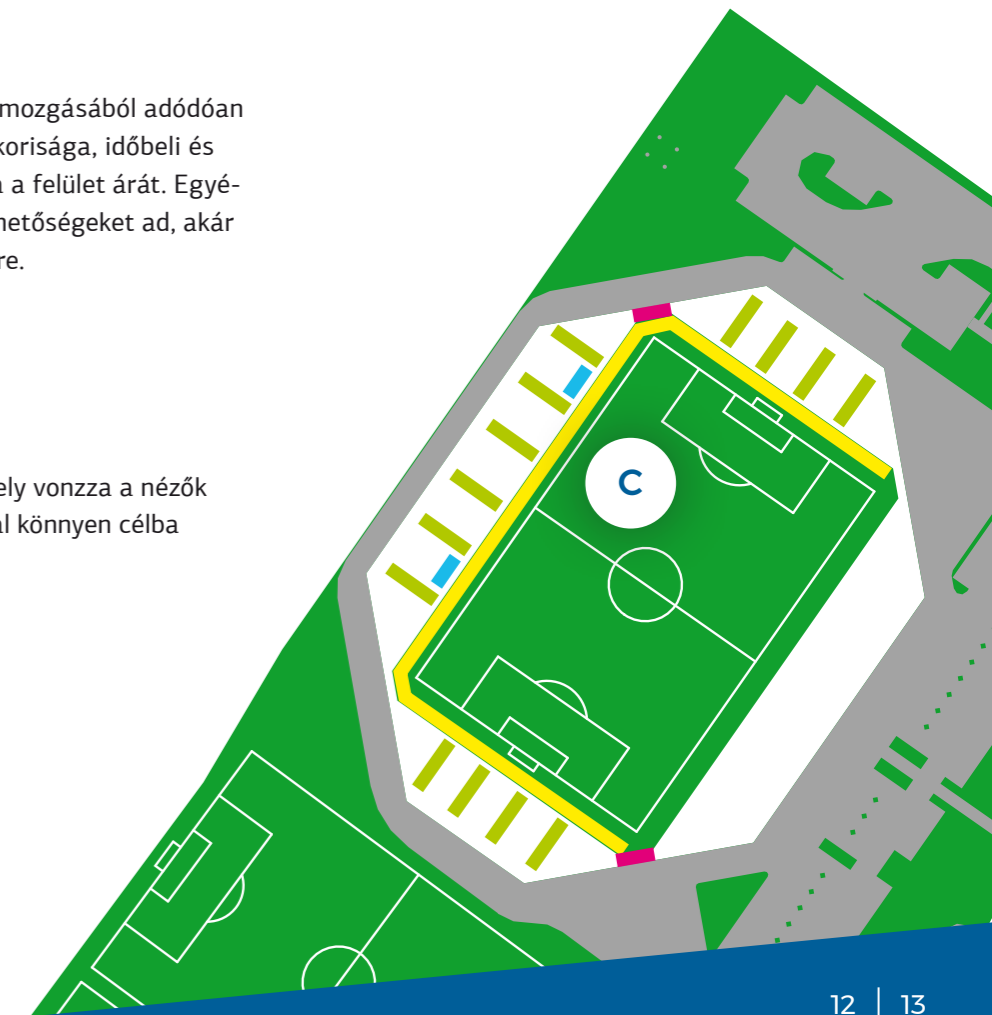 mozgásából adódóan
korisága, időbeli és
a felület árát. Egyé-
hetőségeket ad, akár
re.
ely vonzza a nézők
al könnyen célba
C
12 | 13